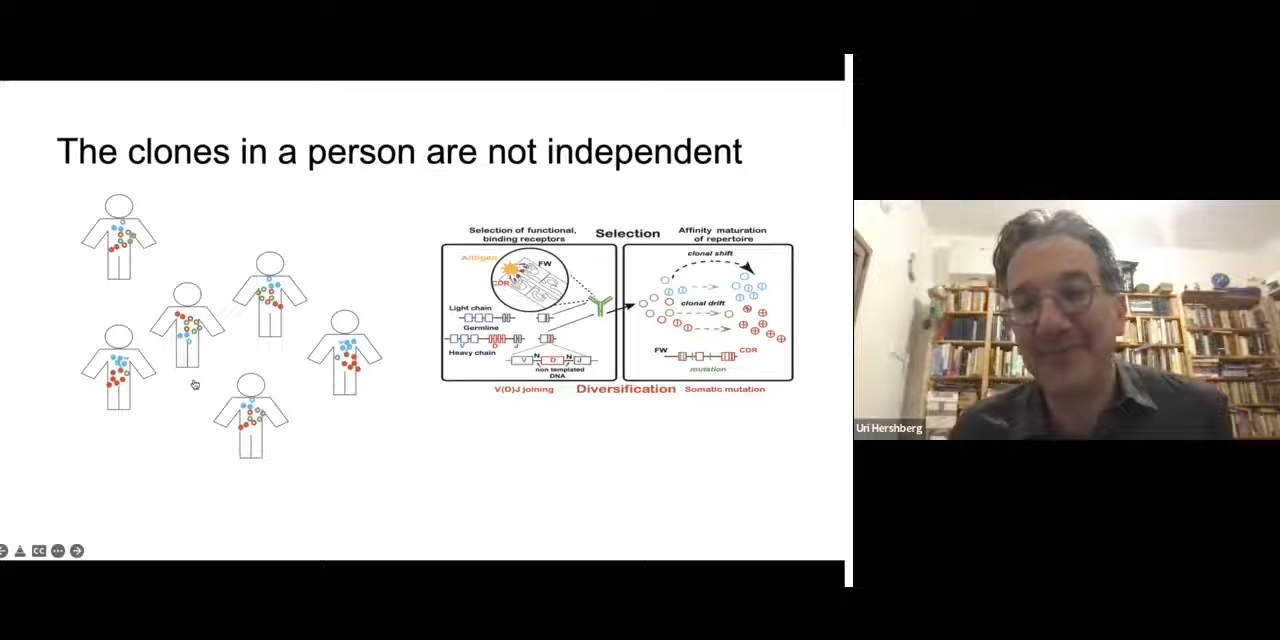 The clones in a person are not independent
Selection of functional,
binding receptors
Selection
Affinity maturation
of repertoire
Antigen
FW
CDR
clonal shift
clonal drift
Light chain
Germline
V
D
J
Heavy chain
N
N
V
D
J
non templated
DNA
FW
CDR
mutation
V(D)J joining
Diversification
Somatic mutation
CC
Uri Hershberg